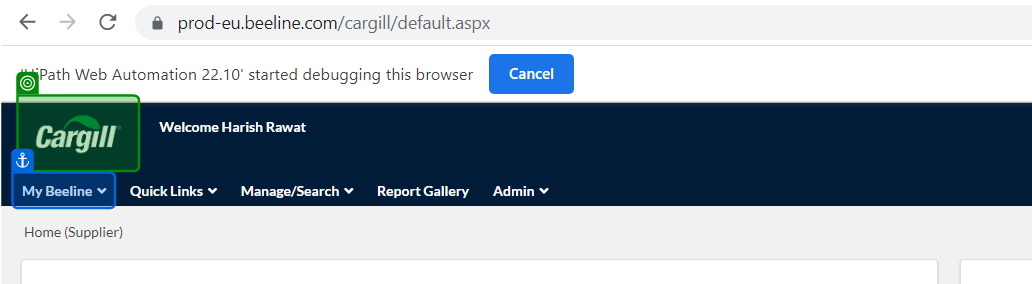 prod-eu.beeline.com/cargill/default.aspx
'UiPath Web Automation 22.10' started debugging this browser Cancel
Cargill
Welcome Harish Rawat
My Beeline Quick Links Manage/Search Report Gallery Admin
Home (Supplier)